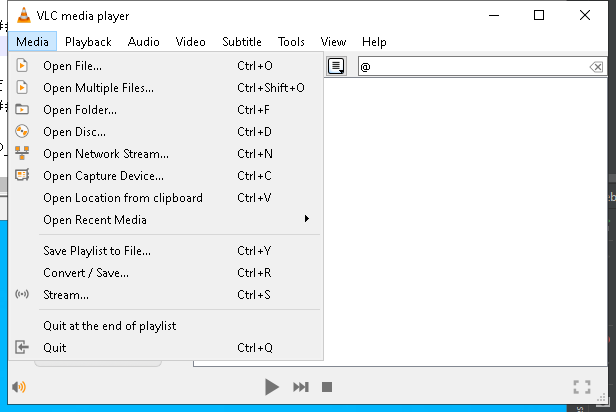 VLC media player
Media Playback Audio Video Subtitle Tools View Help
@
Open File... Ctrl+O
Open Multiple Files... Ctrl+Shift+O
Open Folder... Ctrl+F
Open Disc... Ctrl+D
Open Network Stream... Ctrl+N
Open Capture Device... Ctrl+C
Open Location from clipboard Ctrl+V
Open Recent Media
Save Playlist to File... Ctrl+Y
Convert / Save... Ctrl+R
Stream... Ctrl+S
Quit at the end of playlist
Quit Ctrl+Q